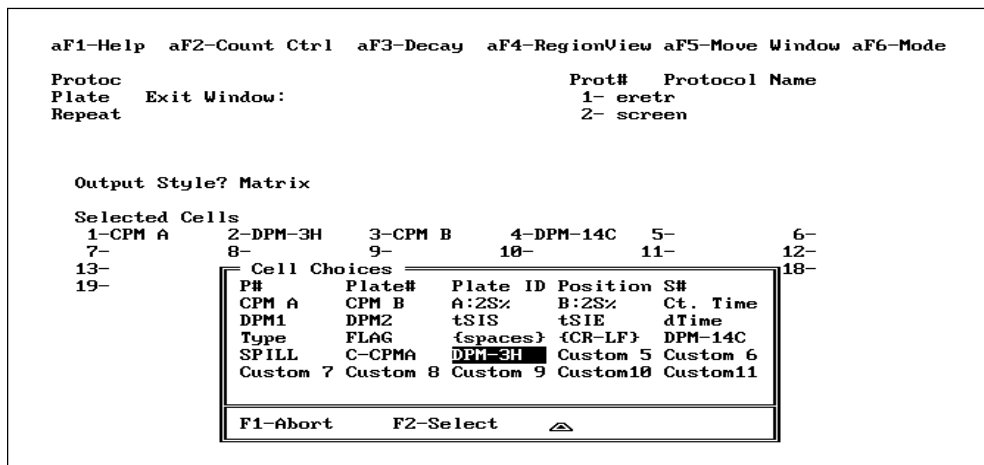 aF1-Help aF2-Count Ctrl aF3-Decay aF4-RegionView aF5-Move Window aF6-Mode
Protoc Prot# Protocol Name
Plate Exit Window: 1- eretr
Repeat 2- screen
Output Style? Matrix
Selected Cells
1-CPM A 2-DPM-3H 3-CPM B 4-DPM-14C 5- 6-
7- 8- 9- 10- 11- 12-
13- Cell Choices 18-
19- P# Plate# Plate ID Position S#
CPM A CPM B A:2S% B:2S% Ct. Time
DPM1 DPM2 tSIS tSIE dTime
Type FLAG {spaces} {CR-LF} DPM-14C
SPILL C-CPMA DPM-3H Custom 5 Custom 6
Custom 7 Custom 8 Custom 9 Custom10 Custom11
F1-Abort F2-Select